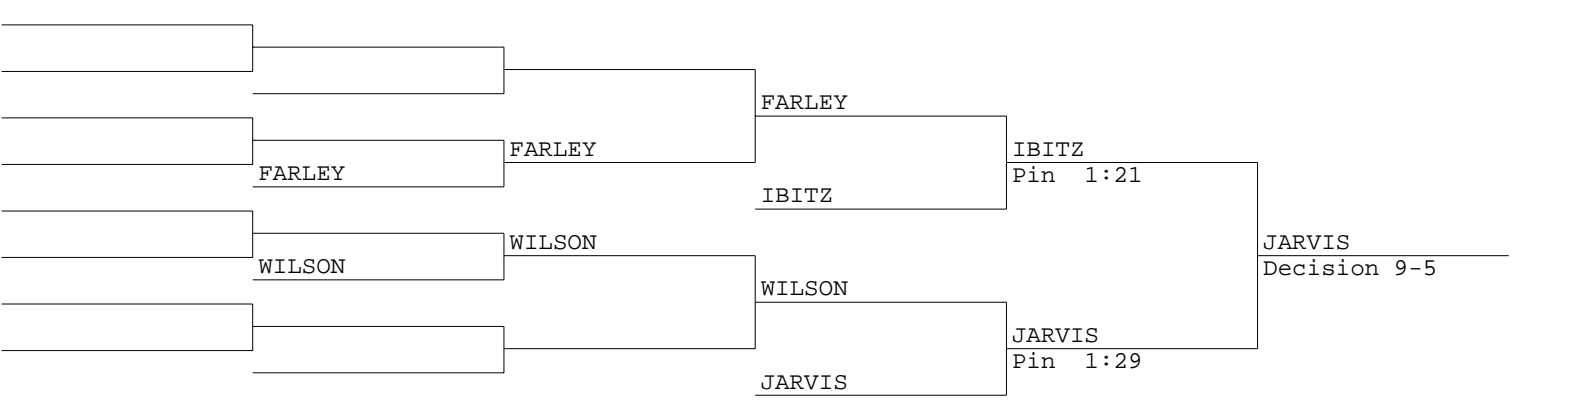 FARLEY
FARLEY
IBITZ
FARLEY
Pin  1:21
IBITZ
WILSON
JARVIS
WILSON
Decision 9-5
WILSON
JARVIS
Pin  1:29
JARVIS